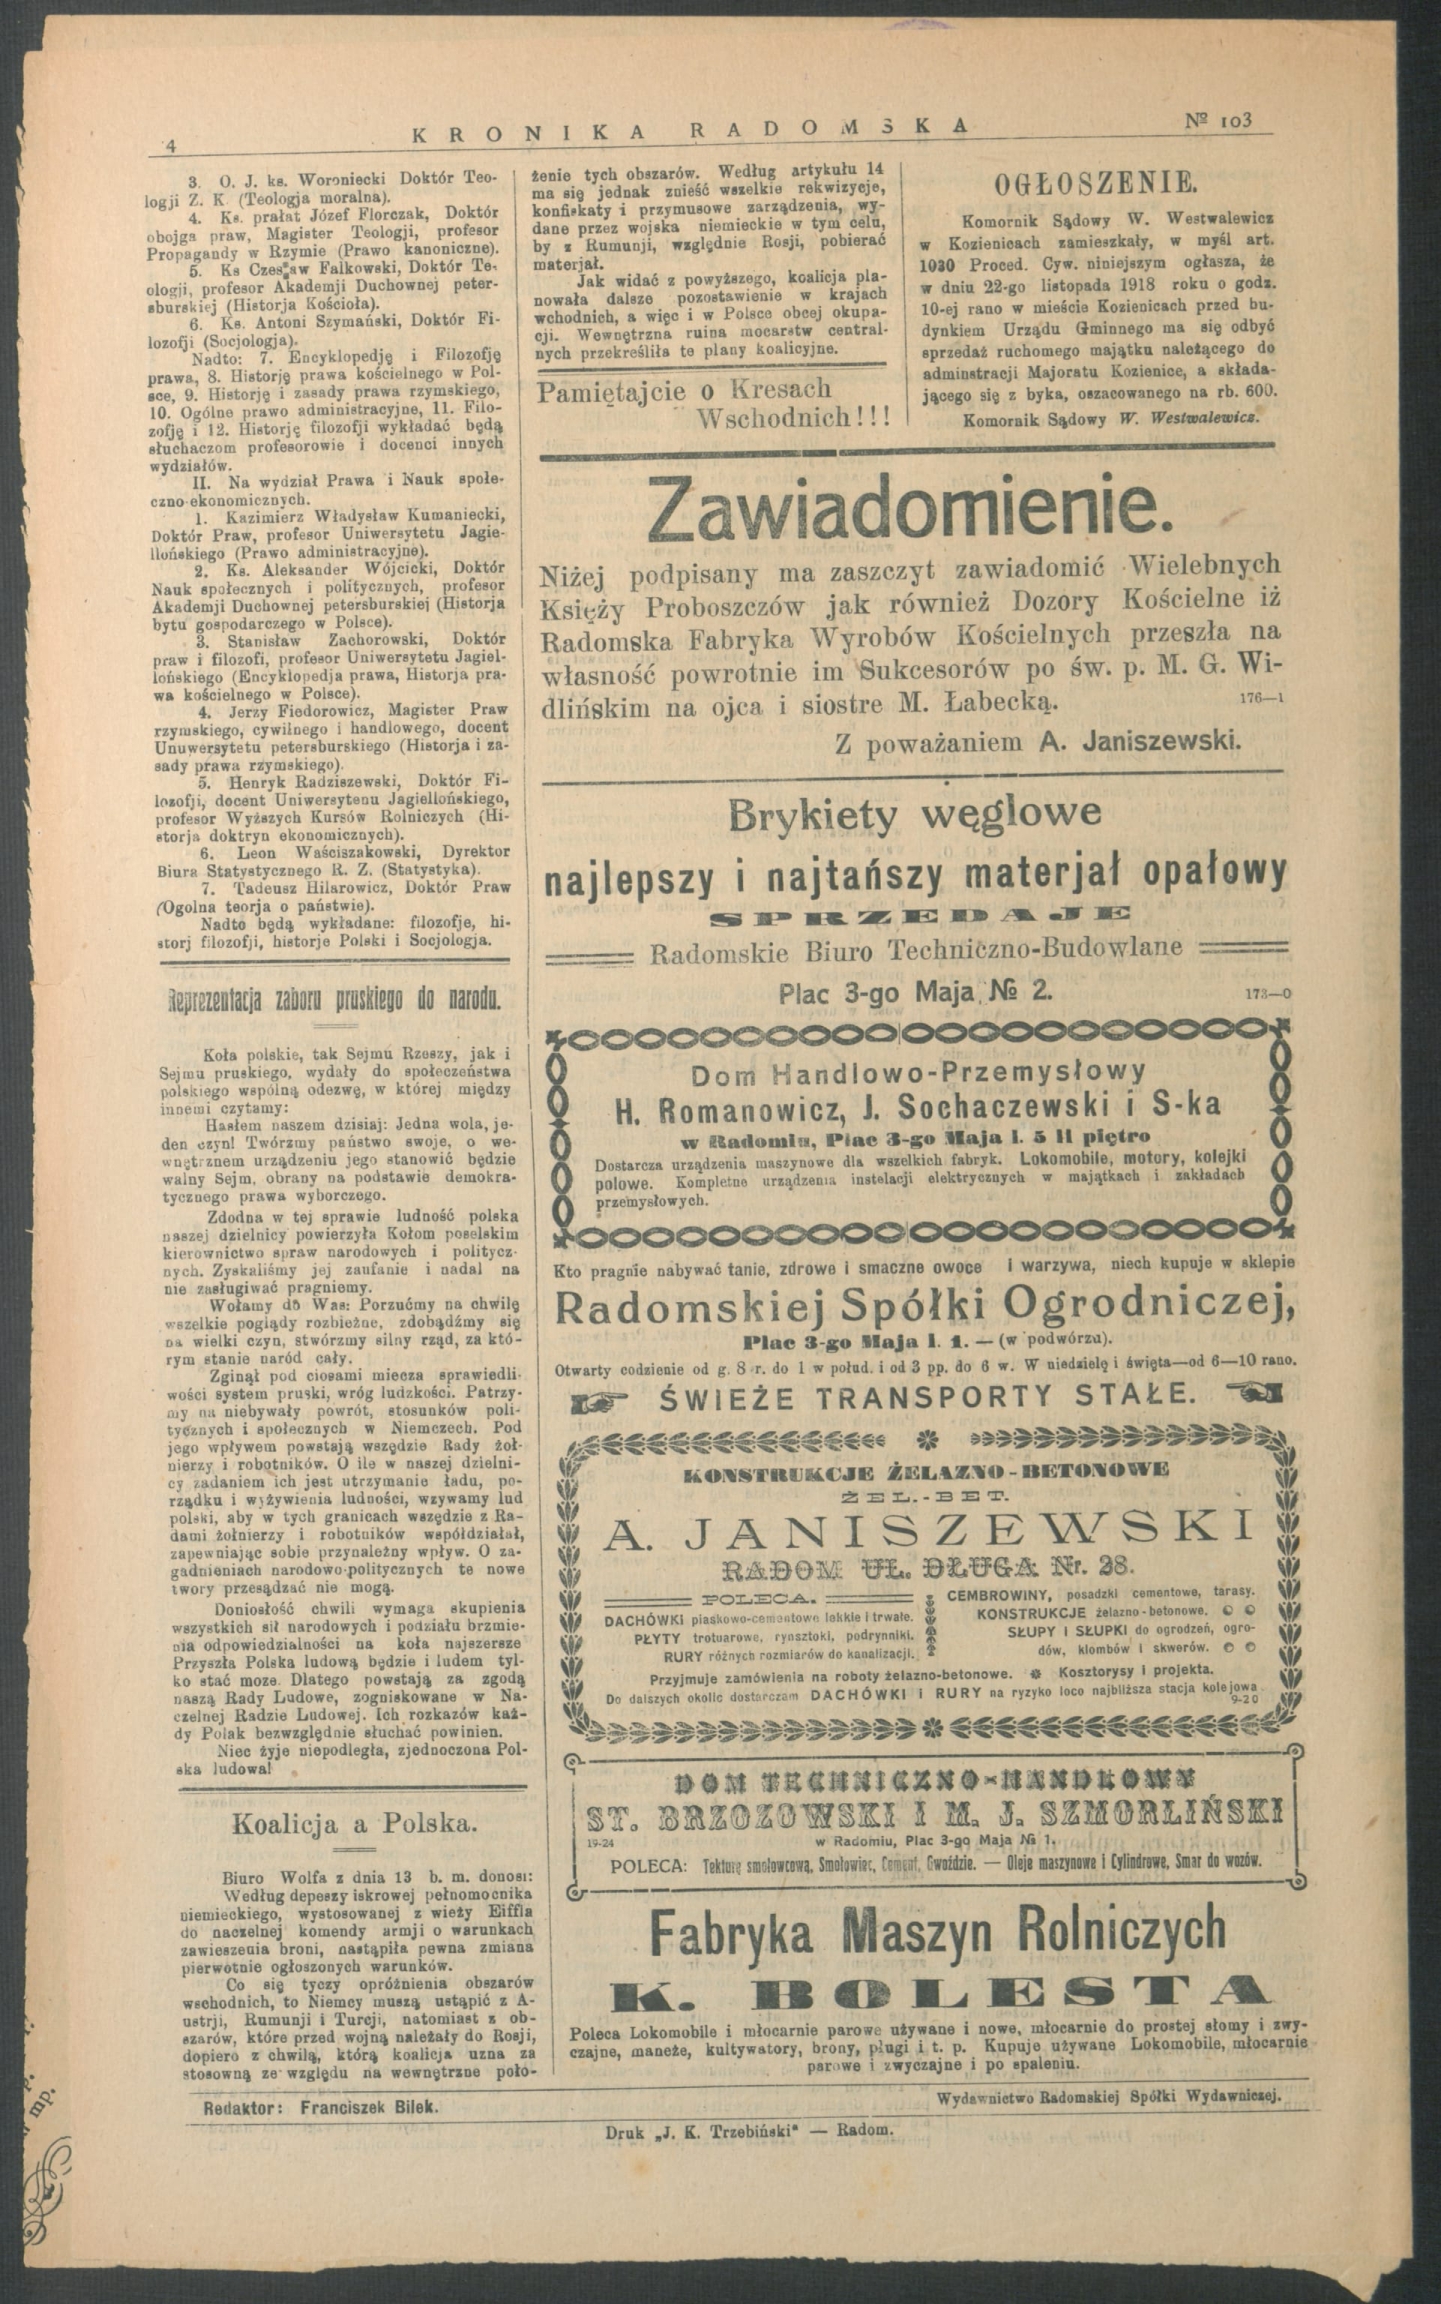 4
KRONIKA RADOMSKA
№ 103
3. O. J. ks. Woroniecki Doktór Teo-
logji Z. K (Teologja moralna).
4. Ks. prałat Józef Florczak, Doktór
obojga praw, Magister Teologji, profesor
Propagandy w Rzymie (Prawo kanoniczne).
5. Ks Czesław Falkowski, Doktór Te-
ologji, profesor Akademji Duchownej peter-
sburskiej (Historja Kościoła).
6. Ks. Antoni Szymański, Doktór Fi-
lozofji (Socjologja).
Nadto: 7. Encyklopedję i Filozofję
prawa, 8. Historję prawa kościelnego w Pol-
sce, 9. Historję i zasady prawa rzymskiego,
10. Ogólne prawo administracyjne, 11. Filo-
zofję i 12. Historję filozofji wykładać będą
słuchaczom profesorowie i docenci innych
wydziałów.
II. Na wydział Prawa i Nauk społe-
czno-ekonomicznych.
1. Kazimierz Władysław Kumaniecki,
Doktór Praw, profesor Uniwersytetu Jagie-
llońskiego (Prawo administracyjne).
2. Ks. Aleksander Wójcicki, Doktór
Nauk społecznych i politycznych, profesor
Akademji Duchownej petersburskiej (Historja
bytu gospodarczego w Polsce).
3. Stanisław Zachorowski, Doktór
praw i filozofi, profesor Uniwersytetu Jagiel-
lońskiego (Encyklopedja prawa, Historja pra-
wa kościelnego w Polsce).
4. Jerzy Fiedorowicz, Magister Praw
rzymskiego, cywilnego i handlowego, docent
Unuwersytetu petersburskiego (Historja i za-
sady prawa rzymskiego).
5. Henryk Radziszewski, Doktór Fi-
lozofji, docent Uniwersytenu Jagiellońskiego,
profesor Wyższych Kursów Rolniczych (Hi-
storja doktryn ekonomicznych).
6. Leon Waściszakowski, Dyrektor
Biura Statystycznego R. Z. (Statystyka).
7. Tadeusz Hilarowicz, Doktór Praw
(Ogolna teorja o państwie).
Nadto będą wykładane: filozofje, hi-
storj filozofji, historje Polski i Socjologja.
Reprezentacja zaboru pruskiego do narodu.
Koła polskie, tak Sejmu Rzeszy, jak i
Sejmu pruskiego, wydały do społeczeństwa
polskiego wspólną odezwę, w której między
innemi czytamy:
Hasłem naszem dzisiaj: Jedna wola, je-
den czyn! Twórzmy państwo swoje, o we-
wnętrznem urządzeniu jego stanowić będzie
walny Sejm, obrany na podstawie demokra-
tycznego prawa wyborczego.
Zdodna w tej sprawie ludność polska
naszej dzielnicy powierzyła Kołom poselskim
kierownictwo spraw narodowych i politycz-
nych. Zyskaliśmy jej zaufanie i nadal na
nie zasługiwać pragniemy.
Wołamy do Was: Porzućmy na chwilę
wszelkie poglądy rozbieżne, zdobądźmy się
na wielki czyn, stwórzmy silny rząd, za któ-
rym stanie naród cały.
Zginął pod ciosami miecza sprawiedli-
wości system pruski, wróg ludzkości. Patrzy-
my na niebywały powrót, stosunków poli-
tycznych i społecznych w Niemczech. Pod
jego wpływem powstają wszędzie Rady żoł-
nierzy i robotników. O ile w naszej dzielni-
cy zadaniem ich jest utrzymanie ładu, po-
rządku i wyżywienia ludności, wzywamy lud
polski, aby w tych granicach wszędzie z Ra-
dami żołnierzy i robotników współdziałał,
zapewniając sobie przynależny wpływ. O za-
gadnieniach narodowo-politycznych te nowe
twory przesądzać nie mogą.
Doniosłość chwili wymaga skupienia
wszystkich sił narodowych i podziału brzmie-
nia odpowiedzialności na koła najszersze
Przyszła Polska ludową będzie i ludem tyl-
ko stać moze. Dlatego powstają za zgodą
naszą Rady Ludowe, zogniskowane w Na-
czelnej Radzie Ludowej. Ich rozkazów każ-
dy Polak bezwzględnie słuchać powinien.
Niec żyje niepodległa, zjednoczona Pol-
ska ludowa!
Koalicja a Polska.
Biuro Wolfa z dnia 13 b. m. donosi:
Według depeszy iskrowej pełnomocnika
niemieckiego, wystosowanej z wieży Eiffla
do naczelnej komendy armji o warunkach
zawieszenia broni, nastąpiła pewna zmiana
pierwotnie ogłoszonych warunków.
Co się tyczy opróżnienia obszarów
wschodnich, to Niemcy muszą ustąpić z A-
ustrji, Rumunji i Turcji, natomiast z ob-
szarów, które przed wojną należały do Rosji,
dopiero z chwilą, którą koalicja uzna za
stosowną ze względu na wewnętrzne poło-
żenie tych obszarów. Według artykułu 14
ma się jednak znieść wszelkie rekwizycje,
konfiskaty i przymusowe zarządzenia, wy-
dane przez wojska niemieckie w tym celu,
by z Rumunji, względnie Rosji, pobierać
materjał.
Jak widać z powyższego, koalicja pla-
nowała dalsze pozostawienie w krajach
wchodnich, a więc i w Polsce obcej okupa-
cji. Wewnętrzna ruina mocarstw central-
nych przekreśliła te plany koalicyjne.
Pamiętajcie o Kresach
Wschodnich!!!
OGŁOSZENIE.
Komornik Sądowy W. Westwalewicz
w Kozienicach zamieszkały, w myśl art.
1030 Proced. Cyw. niniejszym ogłasza, że
w dniu 22-go listopada 1918 roku o godz.
10-ej rano w mieście Kozienicach przed bu-
dynkiem Urządu Gminnego ma się odbyć
sprzedaż ruchomego majątku należącego do
adminstracji Majoratu Kozienice, a składa-
jącego się z byka, oszacowanego na rb. 600.
Komornik Sądowy W. Westwalewicz.
Zawiadomienie.
Niżej podpisany ma zaszczyt zawiadomić Wielebnych
Księży Proboszczów jak również Dozory Kościelne iż
Radomska Fabryka Wyrobów Kościelnych przeszła na
własność powrotnie im Sukcesorów po św. p. M. G. Wi-
dlińskim na ojca i siostre M. Łabecką.
176—1
Z poważaniem A. Janiszewski.
Brykiety węglowe
najlepszy i najtańszy materjał opałowy
SPRZEDAJE
Radomskie Biuro Techniczno-Budowlane
Plac 3-go Maja № 2.
173—0
Dom Handlowo-Przemysłowy
H. Romanowicz, J. Sochaczewski i S-ka
w Radomiu, Plac 3-go Maja l. 5 II piętro
Dostarcza urządzenia maszynowe dla wszelkich fabryk. Lokomobile, motory, kolejki
polowe. Kompletne urządzenia instelacji elektrycznych w majątkach i zakładach
przemysłowych.
Kto pragnie nabywać tanie, zdrowe i smaczne owoce i warzywa, niech kupuje w sklepie
Radomskiej Spółki Ogrodniczej,
Plac 3-go Maja l. 1. — (w podwórzu).
Otwarty codzienie od g. 8 r. do 1 w połud. i od 3 pp. do 6 w. W niedzielę i święta—od 6—10 rano.
ŚWIEŻE TRANSPORTY STAŁE.
KONSTRUKCJE ŻELAZNO-BETONOWE
ŻEL.-BET.
A. JANISZEWSKI
RADOM UL. DŁUGA Nr. 28.
POLECA.
DACHÓWKI piaskowo-cementowe lekkie i trwałe.
PŁYTY trotuarowe, rynsztoki, podrynniki.
RURY różnych rozmiarów do kanalizacji.
CEMBROWINY, posadzki cementowe, tarasy.
KONSTRUKCJE żelazno-betonowe.
SŁUPY I SŁUPKI do ogrodzeń, ogro-
dów, klombów i skwerów.
Przyjmuje zamówienia na roboty żelazno-betonowe. Kosztorysy i projekta.
Do dalszych okolic dostarczam DACHÓWKI i RURY na ryzyko loco najbliższa stacja kolejowa
9-20
DOM TECHNICZNO-HANDLOWY
ST. BRZOZOWSKI I M. J. SZMORLIŃSKI
19-24
w Radomiu, Plac 3-go Maja № 1.
POLECA: Tekturę smołowcową, Smołowiec, Cement, Gwoździe. — Oleje maszynowe i Cylindrowe, Smar do wozów.
Fabryka Maszyn Rolniczych
K. BOLESTA
Poleca Lokomobile i młocarnie parowe używane i nowe, młocarnie do prostej słomy i zwy-
czajne, maneże, kultywatory, brony, pługi i t. p. Kupuje używane Lokomobile, młocarnie
parowe i zwyczajne i po spaleniu.
Redaktor: Franciszek Bilek.
Wydawnictwo Radomskiej Spółki Wydawniczej.
Druk „J. K. Trzebiński“ — Radom.
mp.